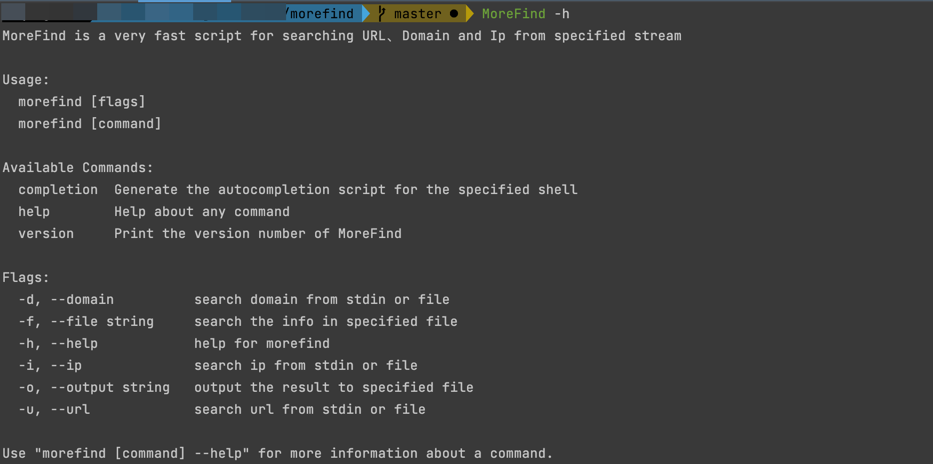 /morefind master ● MoreFind -h
MoreFind is a very fast script for searching URL、Domain and Ip from specified stream
Usage:
morefind [flags]
morefind [command]
Available Commands:
completion Generate the autocompletion script for the specified shell
help Help about any command
version Print the version number of MoreFind
Flags:
-d, --domain search domain from stdin or file
-f, --file string search the info in specified file
-h, --help help for morefind
-i, --ip search ip from stdin or file
-o, --output string output the result to specified file
-u, --url search url from stdin or file
Use "morefind [command] --help" for more information about a command.